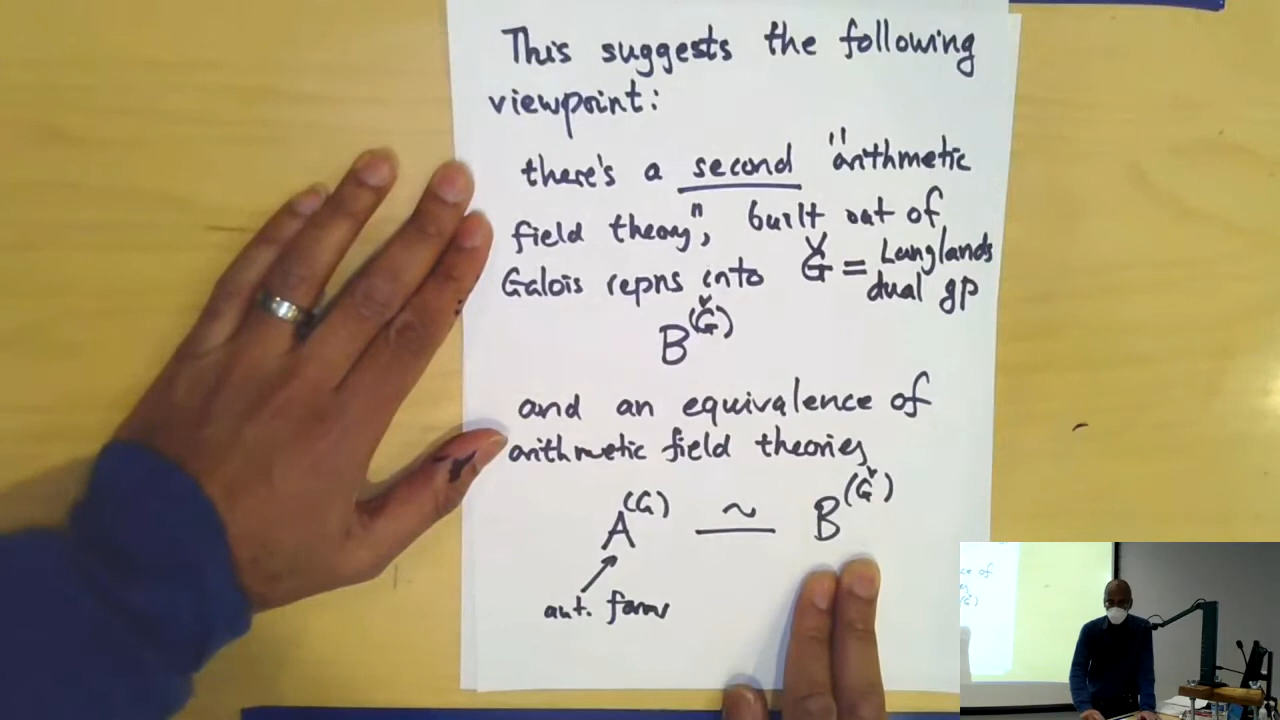 This suggests the following
viewpoint:
there's a second "arithmetic
field theory", built out of
Galois repns into Ǧ = Langlands
dual gp
B^(Ǧ)
and an equivalence of
arithmetic field theories
A^(G) ~ B^(Ǧ)
aut. forms